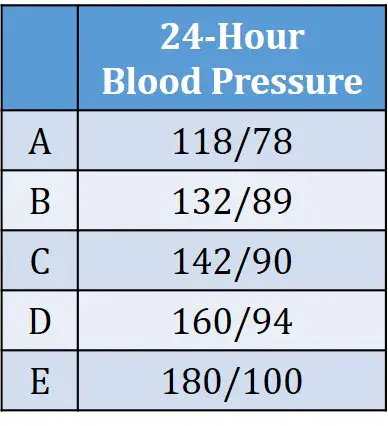 24-Hour
Blood Pressure
A 118/78
B 132/89
C 142/90
D 160/94
E 180/100